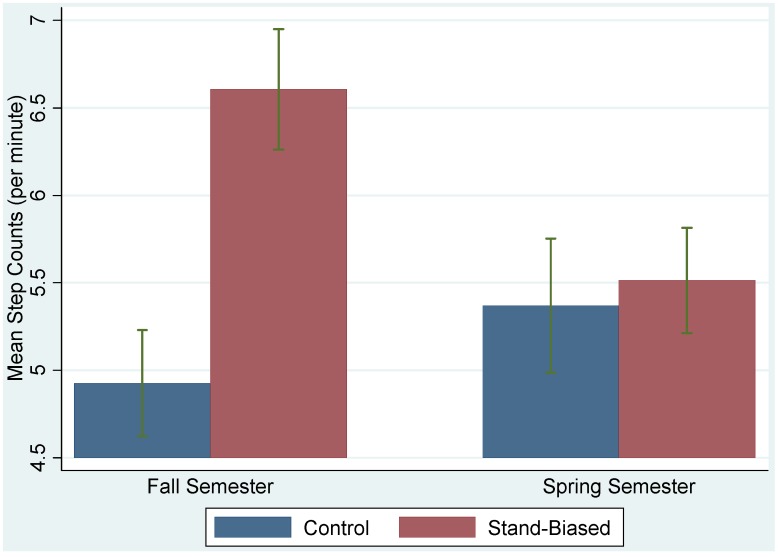 Mean Step Counts (per minute)
7
6.5
6
5.5
5
4.5
Fall Semester
Spring Semester
Control
Stand-Biased